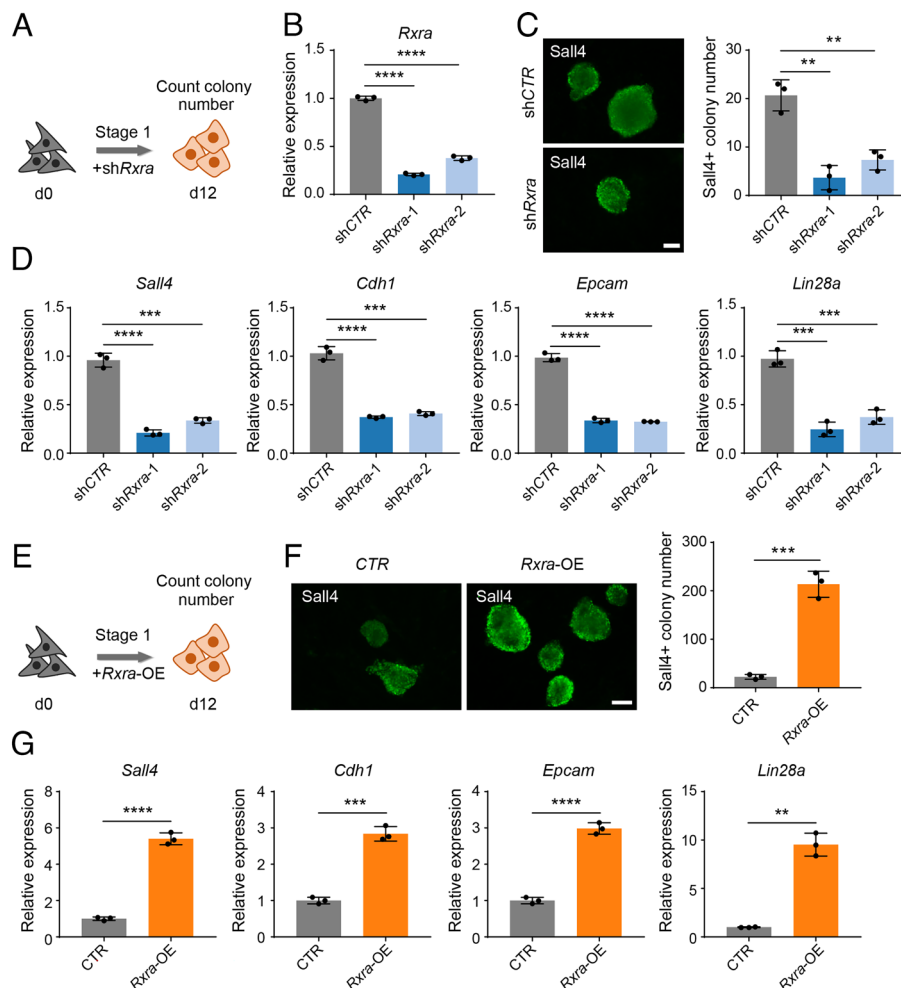 A
Count colony
number
Stage 1
+shRxra
d0
d12
B
Rxra
Relative expression
1.5
1.0
0.5
0.0
****
****
shCTR
shRxra-1
shRxra-2
C
shCTR
Sall4
shRxra
Sall4
Sall4+ colony number
30
20
10
0
**
**
shCTR
shRxra-1
shRxra-2
D
Sall4
Relative expression
1.5
1.0
0.5
0.0
***
****
shCTR
shRxra-1
shRxra-2
Cdh1
Relative expression
1.5
1.0
0.5
0.0
***
****
shCTR
shRxra-1
shRxra-2
Epcam
Relative expression
1.5
1.0
0.5
0.0
****
****
shCTR
shRxra-1
shRxra-2
Lin28a
Relative expression
1.5
1.0
0.5
0.0
***
***
shCTR
shRxra-1
shRxra-2
E
Count colony
number
Stage 1
+Rxra-OE
d0
d12
F
CTR
Rxra-OE
Sall4
Sall4
Sall4+ colony number
300
200
100
0
***
CTR
Rxra-OE
G
Sall4
Relative expression
8
6
4
2
0
****
CTR
Rxra-OE
Cdh1
Relative expression
4
3
2
1
0
***
CTR
Rxra-OE
Epcam
Relative expression
4
3
2
1
0
****
CTR
Rxra-OE
Lin28a
Relative expression
15
10
5
0
**
CTR
Rxra-OE